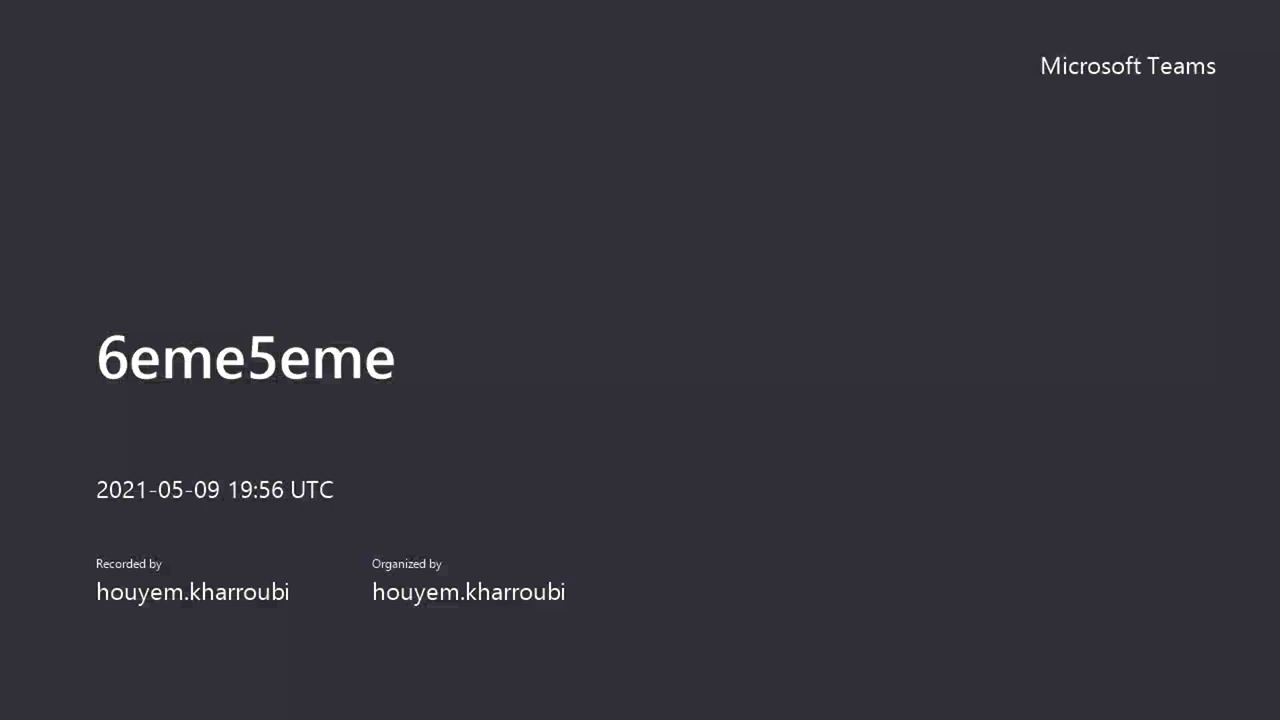 Microsoft Teams
6eme5eme
2021-05-09 19:56 UTC
Recorded by
houyem.kharroubi
Organized by
houyem.kharroubi